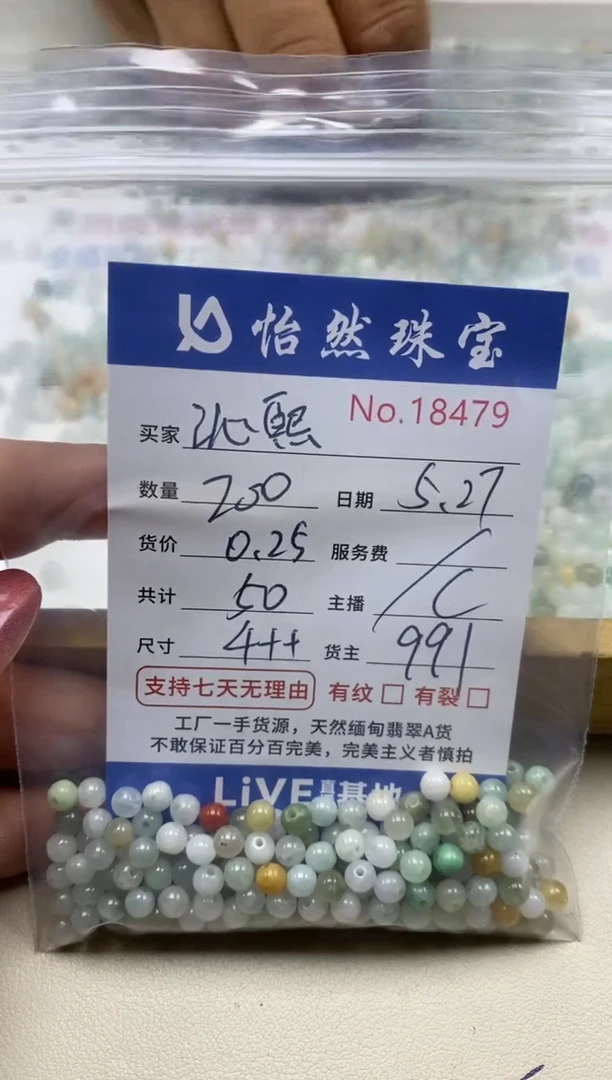 怡然珠宝
No.18479
买家 沁熙
数量 200 日期 5.27
货价 0.25 服务费 /
共计 50 主播 C
尺寸 4++ 货主 991
支持七天无理由 有纹 □ 有裂 □
工厂一手货源，天然缅甸翡翠A货
不敢保证百分百完美，完美主义者慎拍
LiVE 基地